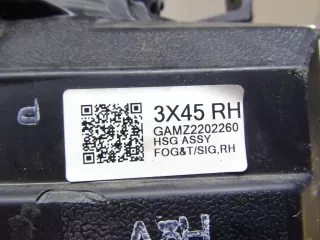 3X45 RH
GAMZ2202260
HSG ASSY
FOG&T/SIG,RH